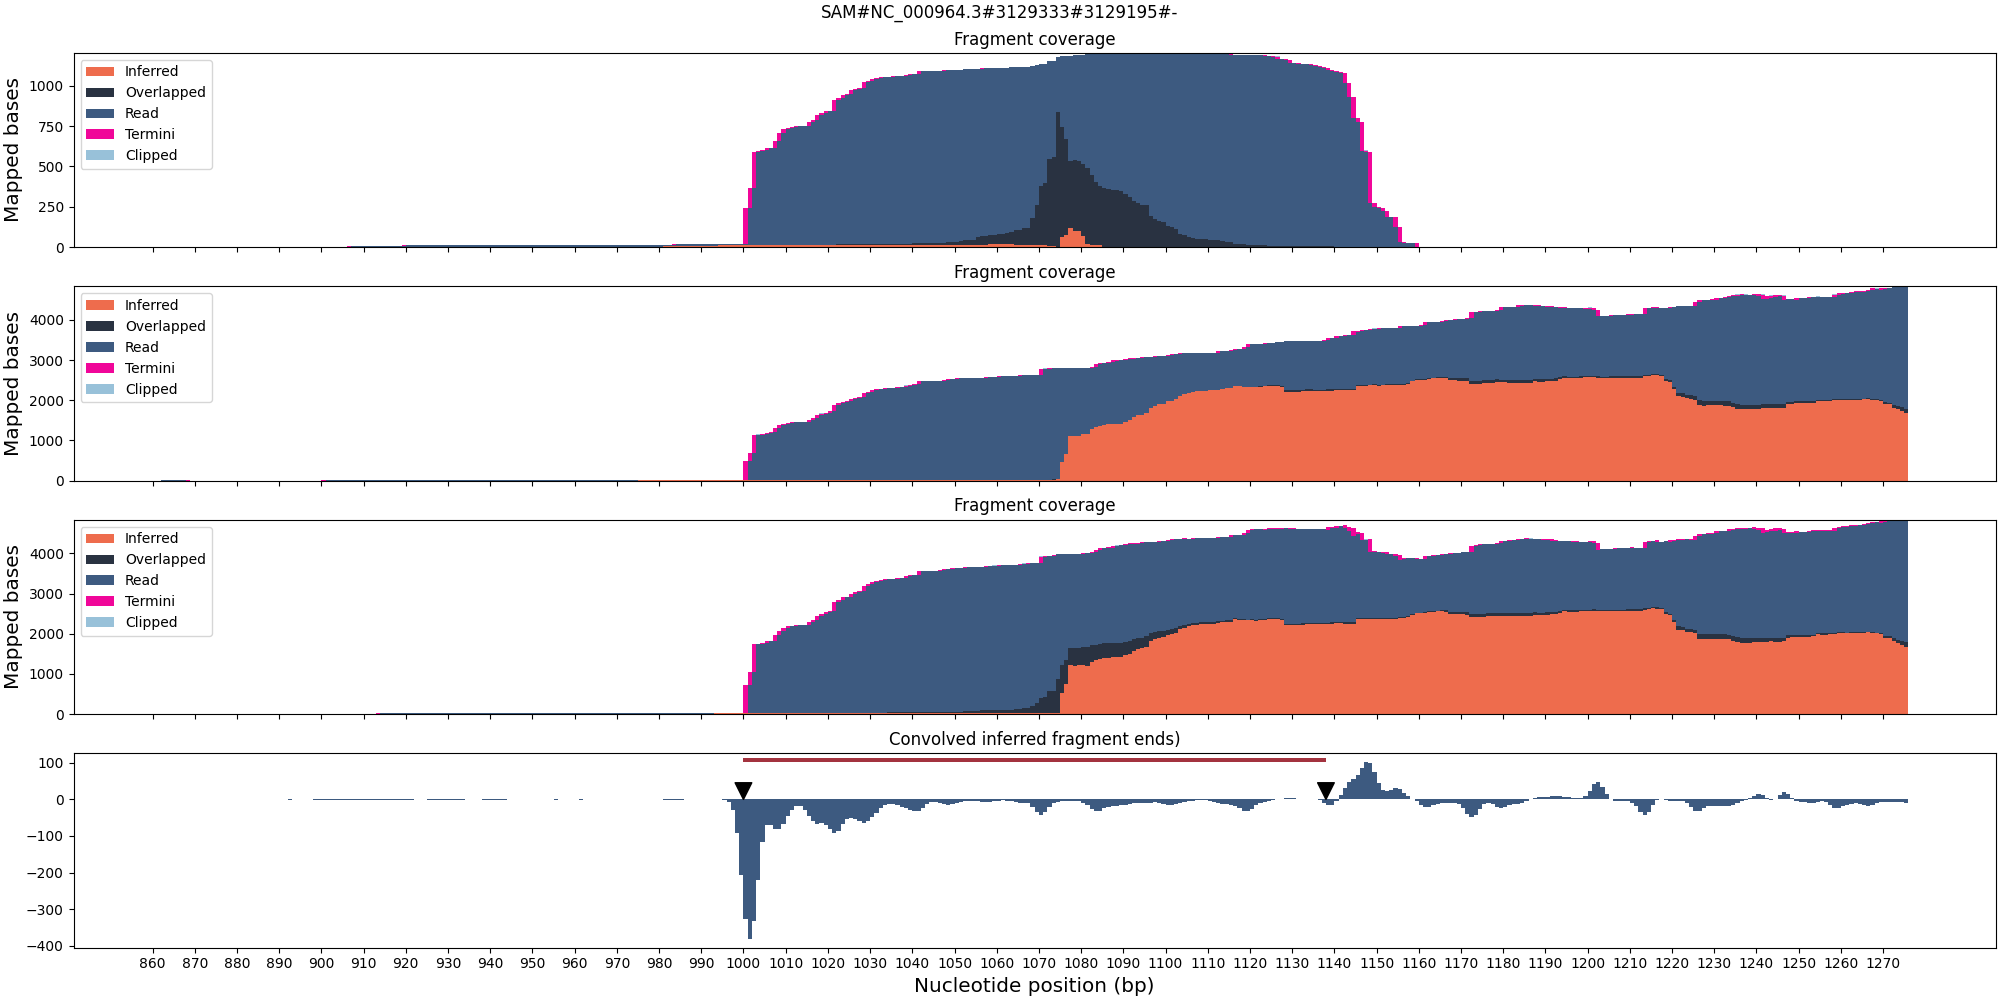 SAM#NC_000964.3#3129333#3129195#-
Fragment coverage
Mapped bases
1000
750
500
250
0
Inferred
Overlapped
Read
Termini
Clipped
Fragment coverage
Mapped bases
4000
3000
2000
1000
0
Inferred
Overlapped
Read
Termini
Clipped
Fragment coverage
Mapped bases
4000
3000
2000
1000
0
Inferred
Overlapped
Read
Termini
Clipped
Convolved inferred fragment ends)
100
0
−100
−200
−300
−400
860 870 880 890 900 910 920 930 940 950 960 970 980 990 1000 1010 1020 1030 1040 1050 1060 1070 1080 1090 1100 1110 1120 1130 1140 1150 1160 1170 1180 1190 1200 1210 1220 1230 1240 1250 1260 1270
Nucleotide position (bp)